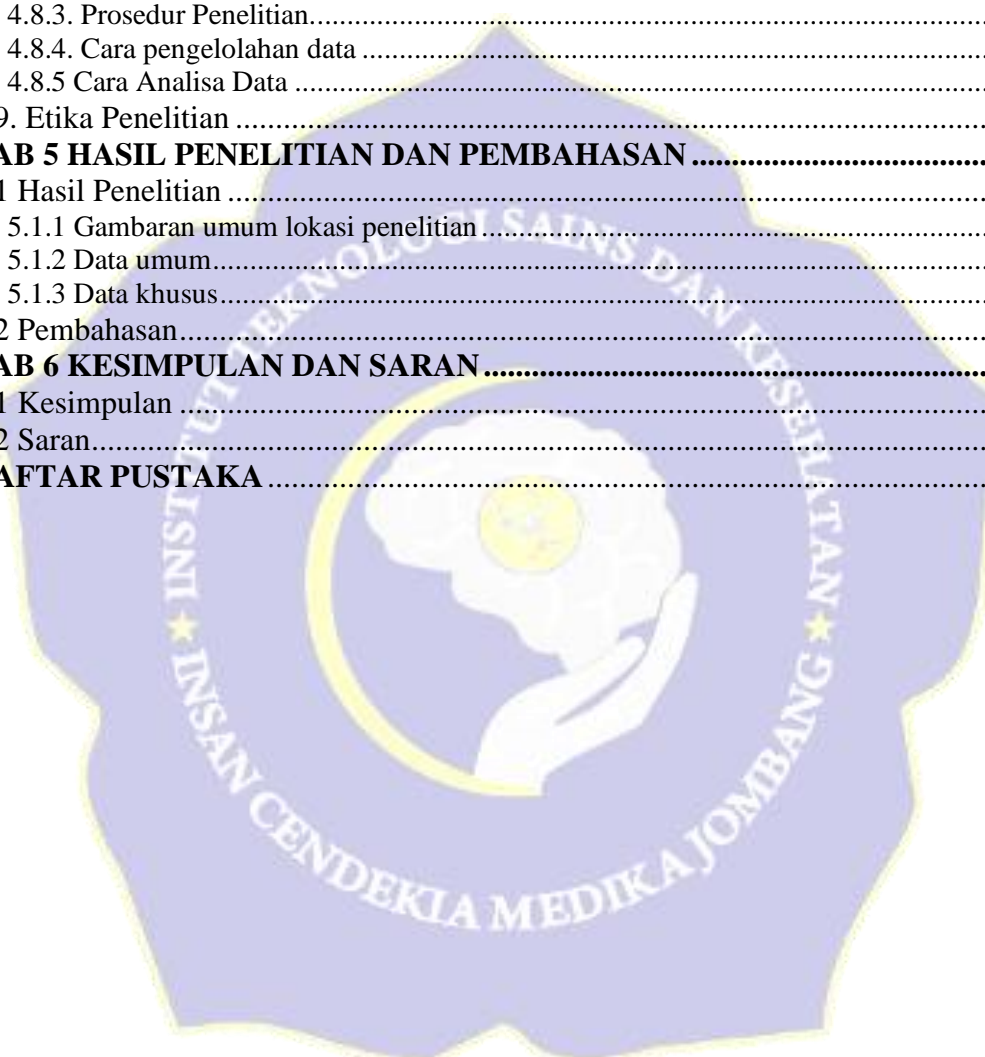 4.8.3. Prosedur Penelitian................................................................
4.8.4. Cara pengelolahan data ................................................................
4.8.5 Cara Analisa Data ................................................................
9. Etika Penelitian ................................................................
AB 5 HASIL PENELITIAN DAN PEMBAHASAN ................................
1 Hasil Penelitian ................................................................
5.1.1 Gambaran umum lokasi penelitian ................................................
5.1.2 Data umum................................................................
5.1.3 Data khusus................................................................
2 Pembahasan................................................................
AB 6 KESIMPULAN DAN SARAN ................................................
1 Kesimpulan ................................................................
2 Saran................................................................
AFTAR PUSTAKA ................................................................
INSTITUT TEKNOLOGI SAINS DAN KESEHATAN
INSAN CENDEKIA MEDIKA JOMBANG